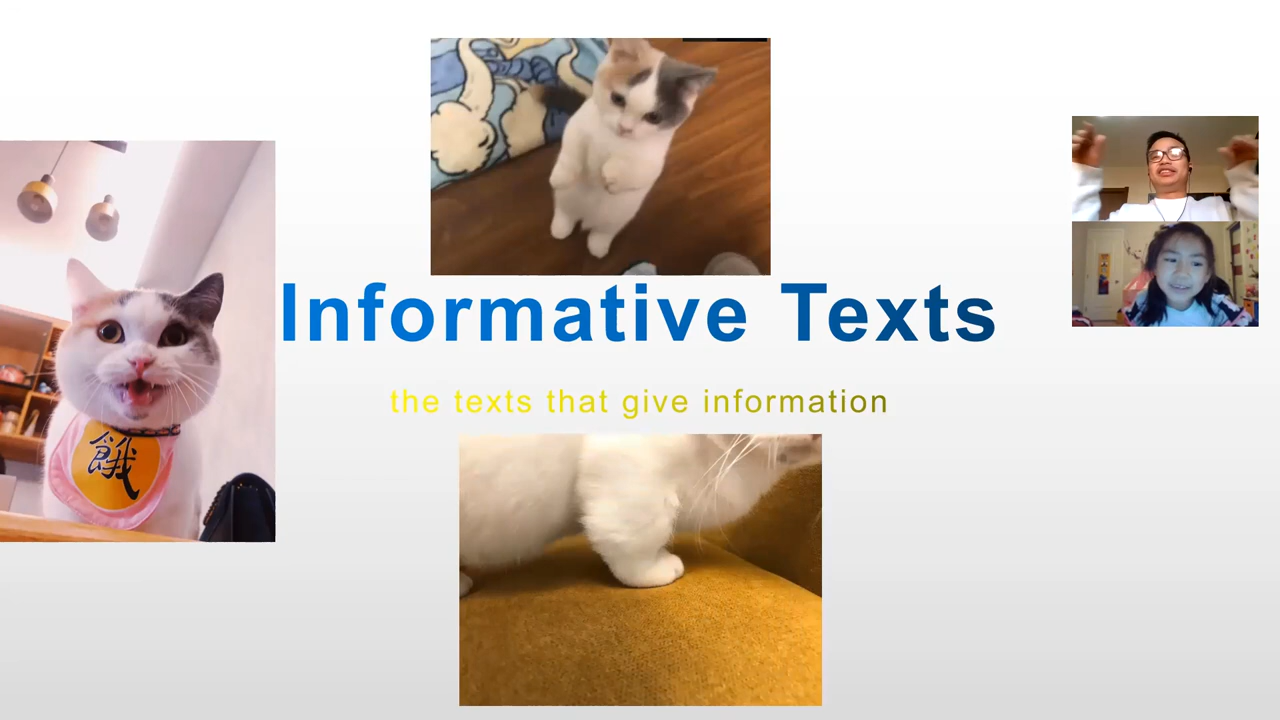 Informative Texts
the texts that give information
餓